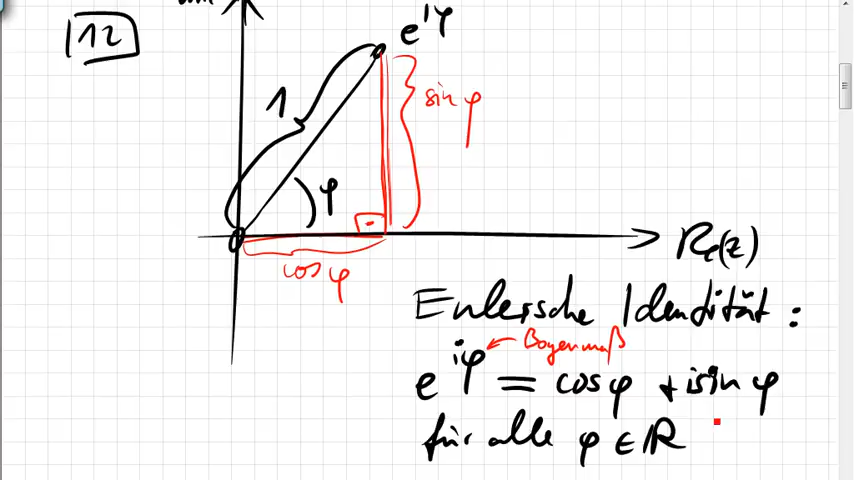 12
e^iφ
1
sin φ
φ
cos φ
Re(z)
Eulersche Identität:
Bogenmaß
e^iφ = cos φ + i sin φ
für alle φ ∈ ℝ